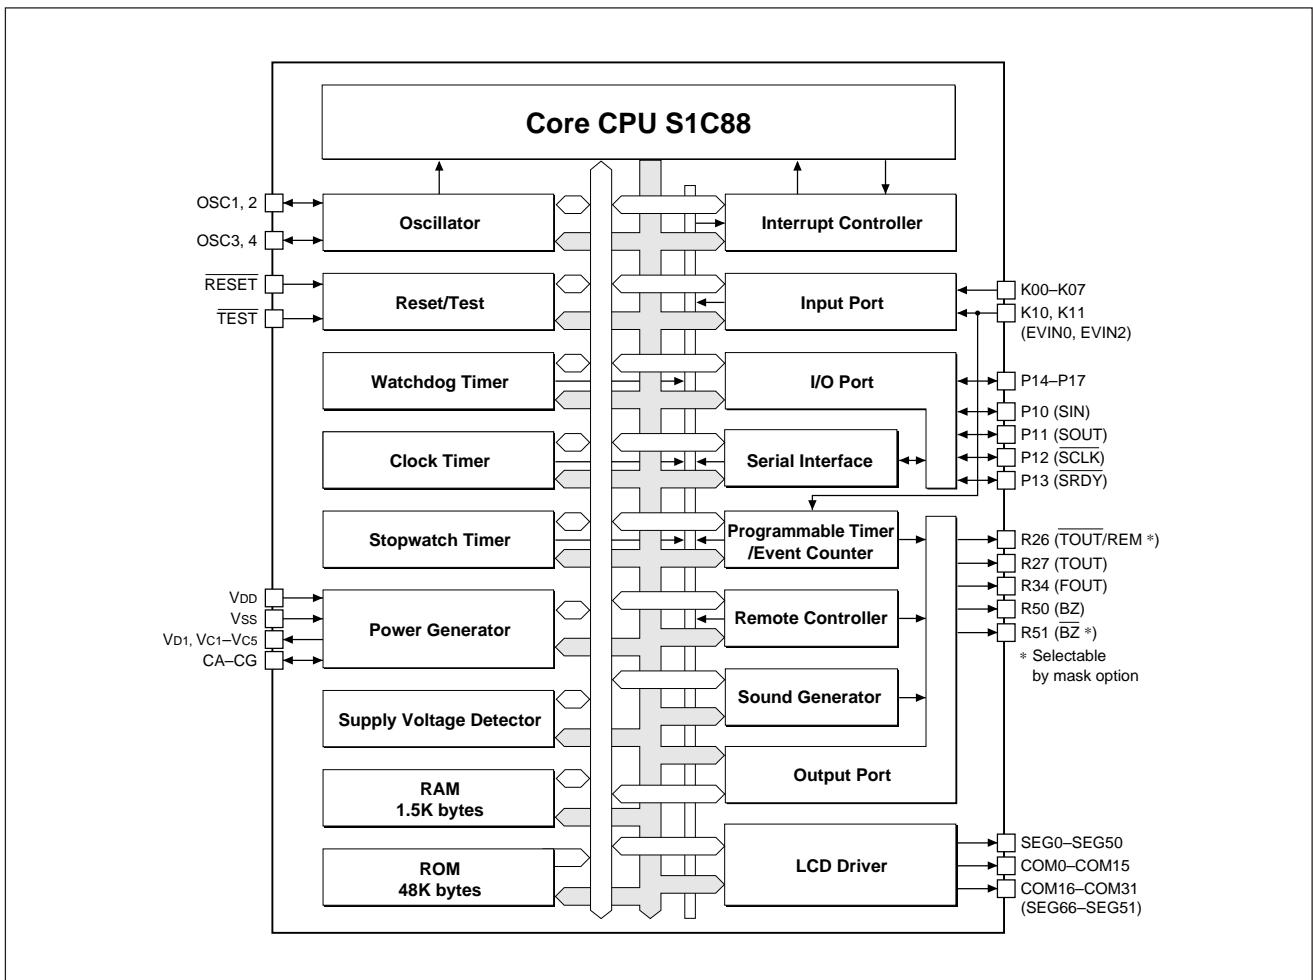 Core CPU S1C88
OSC1, 2
OSC3, 4
Oscillator
Interrupt Controller
RESET
TEST
Reset/Test
Input Port
K00–K07
K10, K11
(EVIN0, EVIN2)
Watchdog Timer
I/O Port
P14–P17
P10 (SIN)
P11 (SOUT)
P12 (SCLK)
P13 (SRDY)
Clock Timer
Serial Interface
Stopwatch Timer
Programmable Timer
/Event Counter
R26 (TOUT/REM *)
R27 (TOUT)
R34 (FOUT)
R50 (BZ)
R51 (BZ *)
* Selectable
by mask option
VDD
VSS
VD1, VC1–VC5
CA–CG
Power Generator
Remote Controller
Supply Voltage Detector
Sound Generator
Output Port
RAM
1.5K bytes
ROM
48K bytes
LCD Driver
SEG0–SEG50
COM0–COM15
COM16–COM31
(SEG66–SEG51)